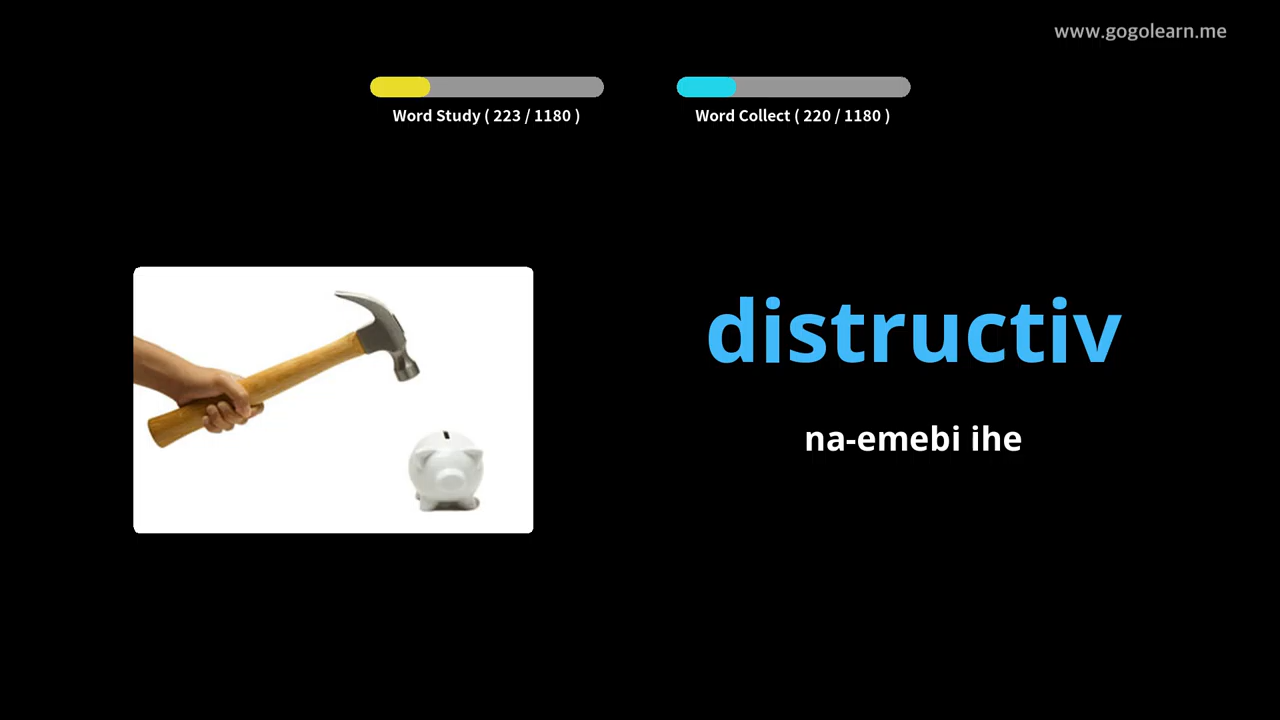 www.gogolearn.me
Word Study ( 223 / 1180 )
Word Collect ( 220 / 1180 )
distructiv
na-emebi ihe